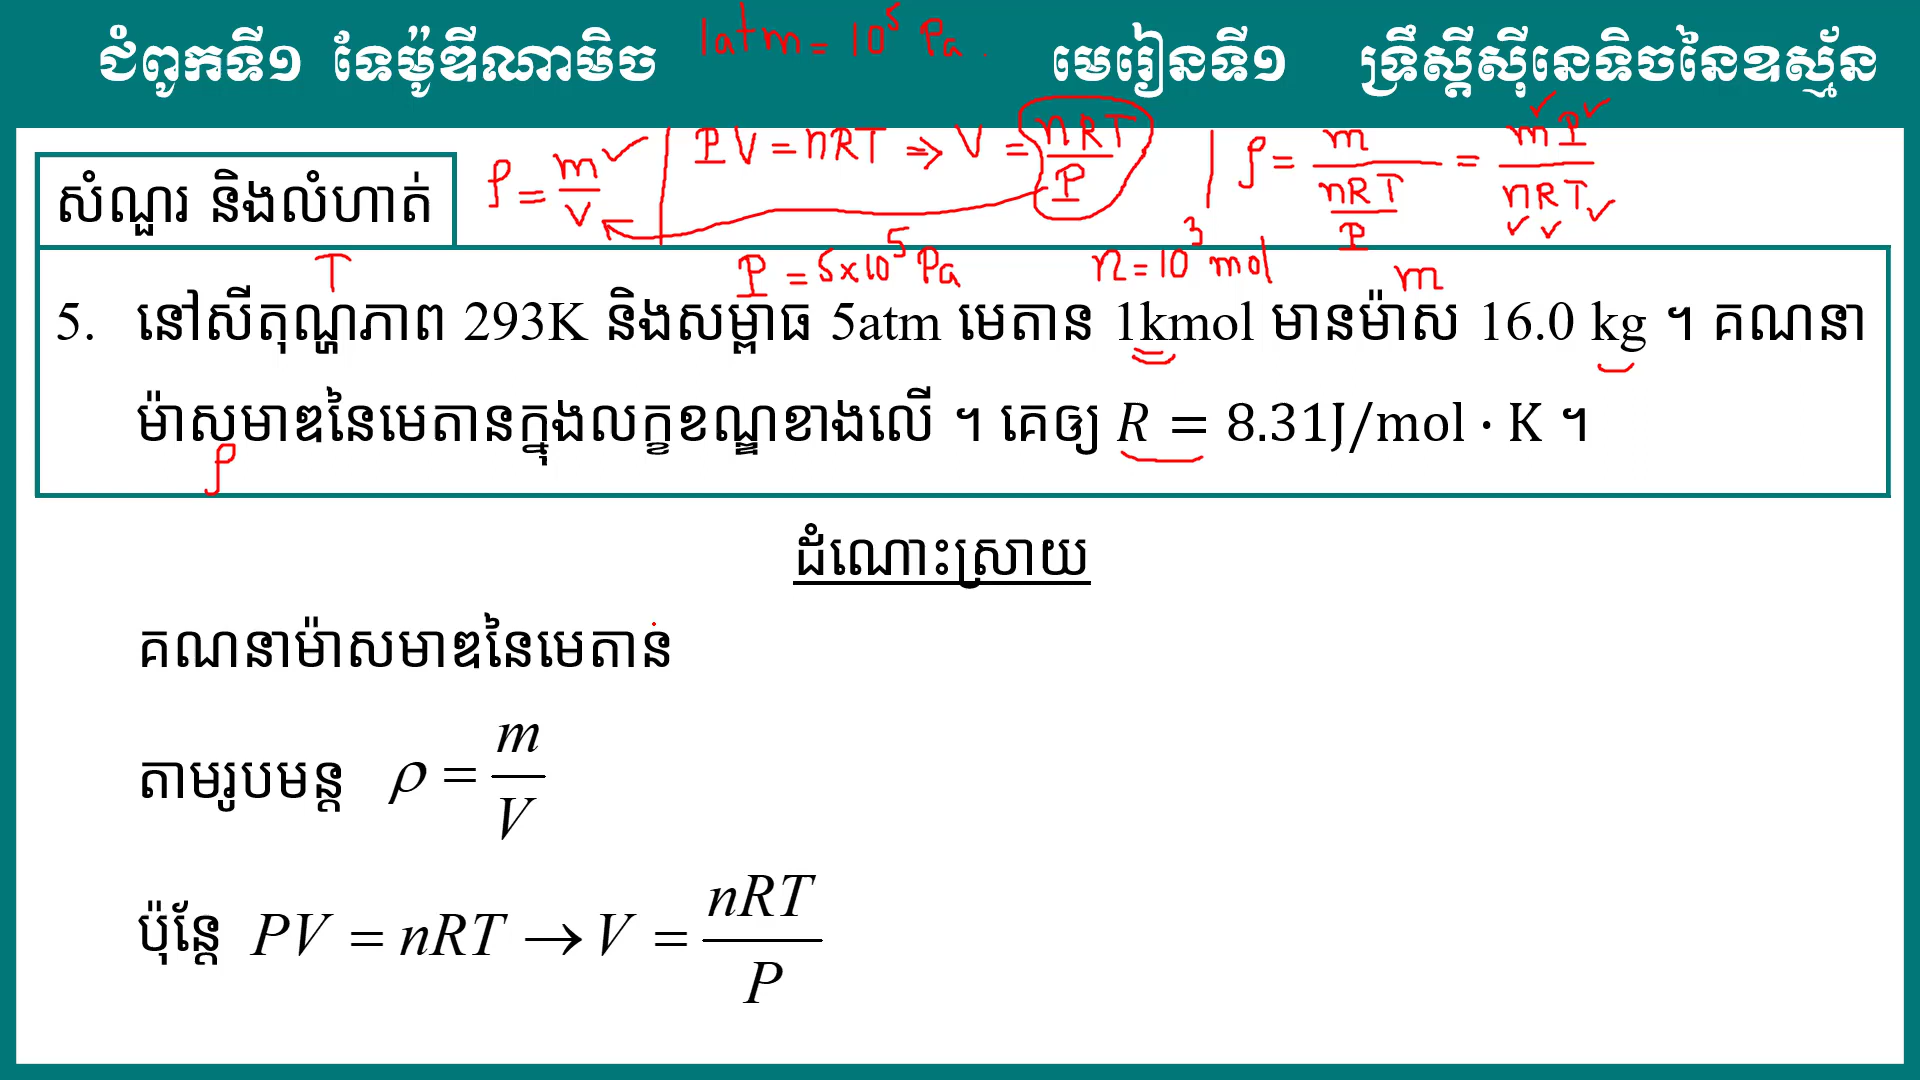 ជំពូកទី១ ទែម៉ូឌីណាមិច 1atm = 10⁵ Pa. មេរៀនទី១ ទ្រឹស្តីស៊ីនេទិចនៃឧស្ម័ន
សំណួរ និងលំហាត់
ρ = m/V | PV = nRT ⇒ V = nRT/P | ρ = m/(nRT/P) = mP/nRT
T P = 5×10⁵ Pa n = 10³ mol m
5. នៅសីតុណ្ហភាព 293K និងសម្ពាធ 5atm មេតាន 1kmol មានម៉ាស 16.0 kg ។ គណនា
ម៉ាសមាឌនៃមេតានក្នុងលក្ខខណ្ឌខាងលើ ។ គេឲ្យ R = 8.31J/mol · K ។
ρ
ដំណោះស្រាយ
គណនាម៉ាសមាឌនៃមេតាន
តាមរូបមន្ត ρ = m/V
ប៉ុន្តែ PV = nRT → V = nRT/P